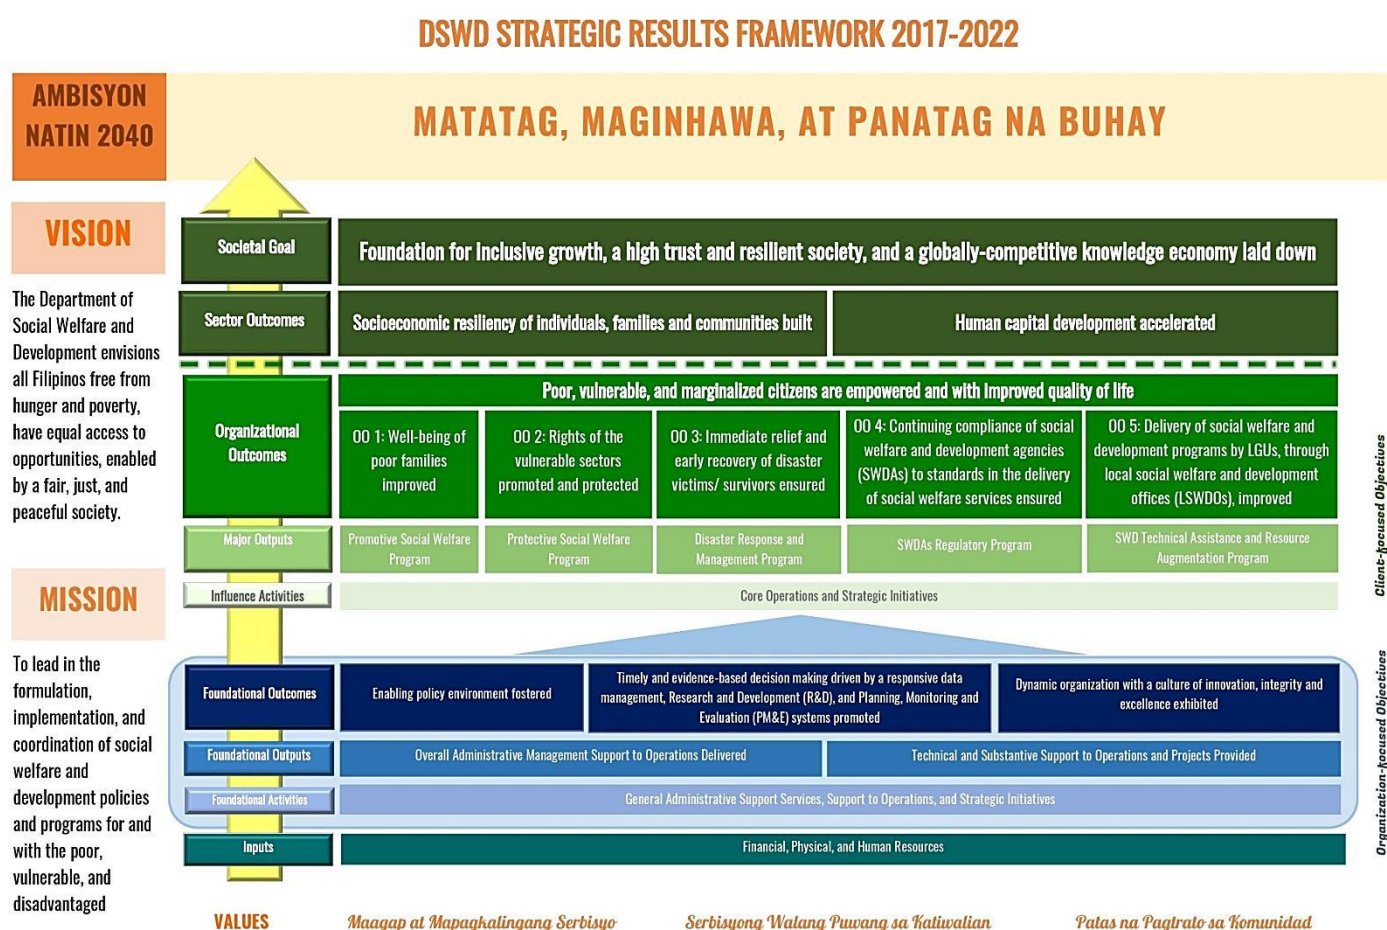 DSWD STRATEGIC RESULTS FRAMEWORK 2017-2022
AMBISYON
NATIN 2040
MATATAG, MAGINHAWA, AT PANATAG NA BUHAY
VISION
The Department of
Social Welfare and
Development envisions
all Filipinos free from
hunger and poverty,
have equal access to
opportunities, enabled
by a fair, just, and
peaceful society.
MISSION
To lead in the
formulation,
implementation, and
coordination of social
welfare and
development policies
and programs for and
with the poor,
vulnerable, and
disadvantaged
Societal Goal
Foundation for inclusive growth, a high trust and resilient society, and a globally-competitive knowledge economy laid down
Sector Outcomes
Socioeconomic resiliency of individuals, families and communities built
Human capital development accelerated
Organizational
Outcomes
Poor, vulnerable, and marginalized citizens are empowered and with improved quality of life
OO 1: Well-being of
poor families
improved
OO 2: Rights of the
vulnerable sectors
promoted and protected
OO 3: Immediate relief and
early recovery of disaster
victims/ survivors ensured
OO 4: Continuing compliance of social
welfare and development agencies
(SWDAs) to standards in the delivery
of social welfare services ensured
OO 5: Delivery of social welfare and
development programs by LGUs, through
local social welfare and development
offices (LSWDOs), improved
Major Outputs
Promotive Social Welfare
Program
Protective Social Welfare
Program
Disaster Response and
Management Program
SWDAs Regulatory Program
SWD Technical Assistance and Resource
Augmentation Program
Influence Activities
Core Operations and Strategic Initiatives
Client-focused Objectives
Foundational Outcomes
Enabling policy environment fostered
Timely and evidence-based decision making driven by a responsive data
management, Research and Development (R&D), and Planning, Monitoring and
Evaluation (PM&E) systems promoted
Dynamic organization with a culture of innovation, integrity and
excellence exhibited
Foundational Outputs
Overall Administrative Management Support to Operations Delivered
Technical and Substantive Support to Operations and Projects Provided
Foundational Activities
General Administrative Support Services, Support to Operations, and Strategic Initiatives
Organization-focused Objectives
Inputs
Financial, Physical, and Human Resources
VALUES
Maagap at Mapagkalingang Serbisyo
Serbisyong Walang Puwang sa Katiwalian
Patas na Pagtrato sa Komunidad